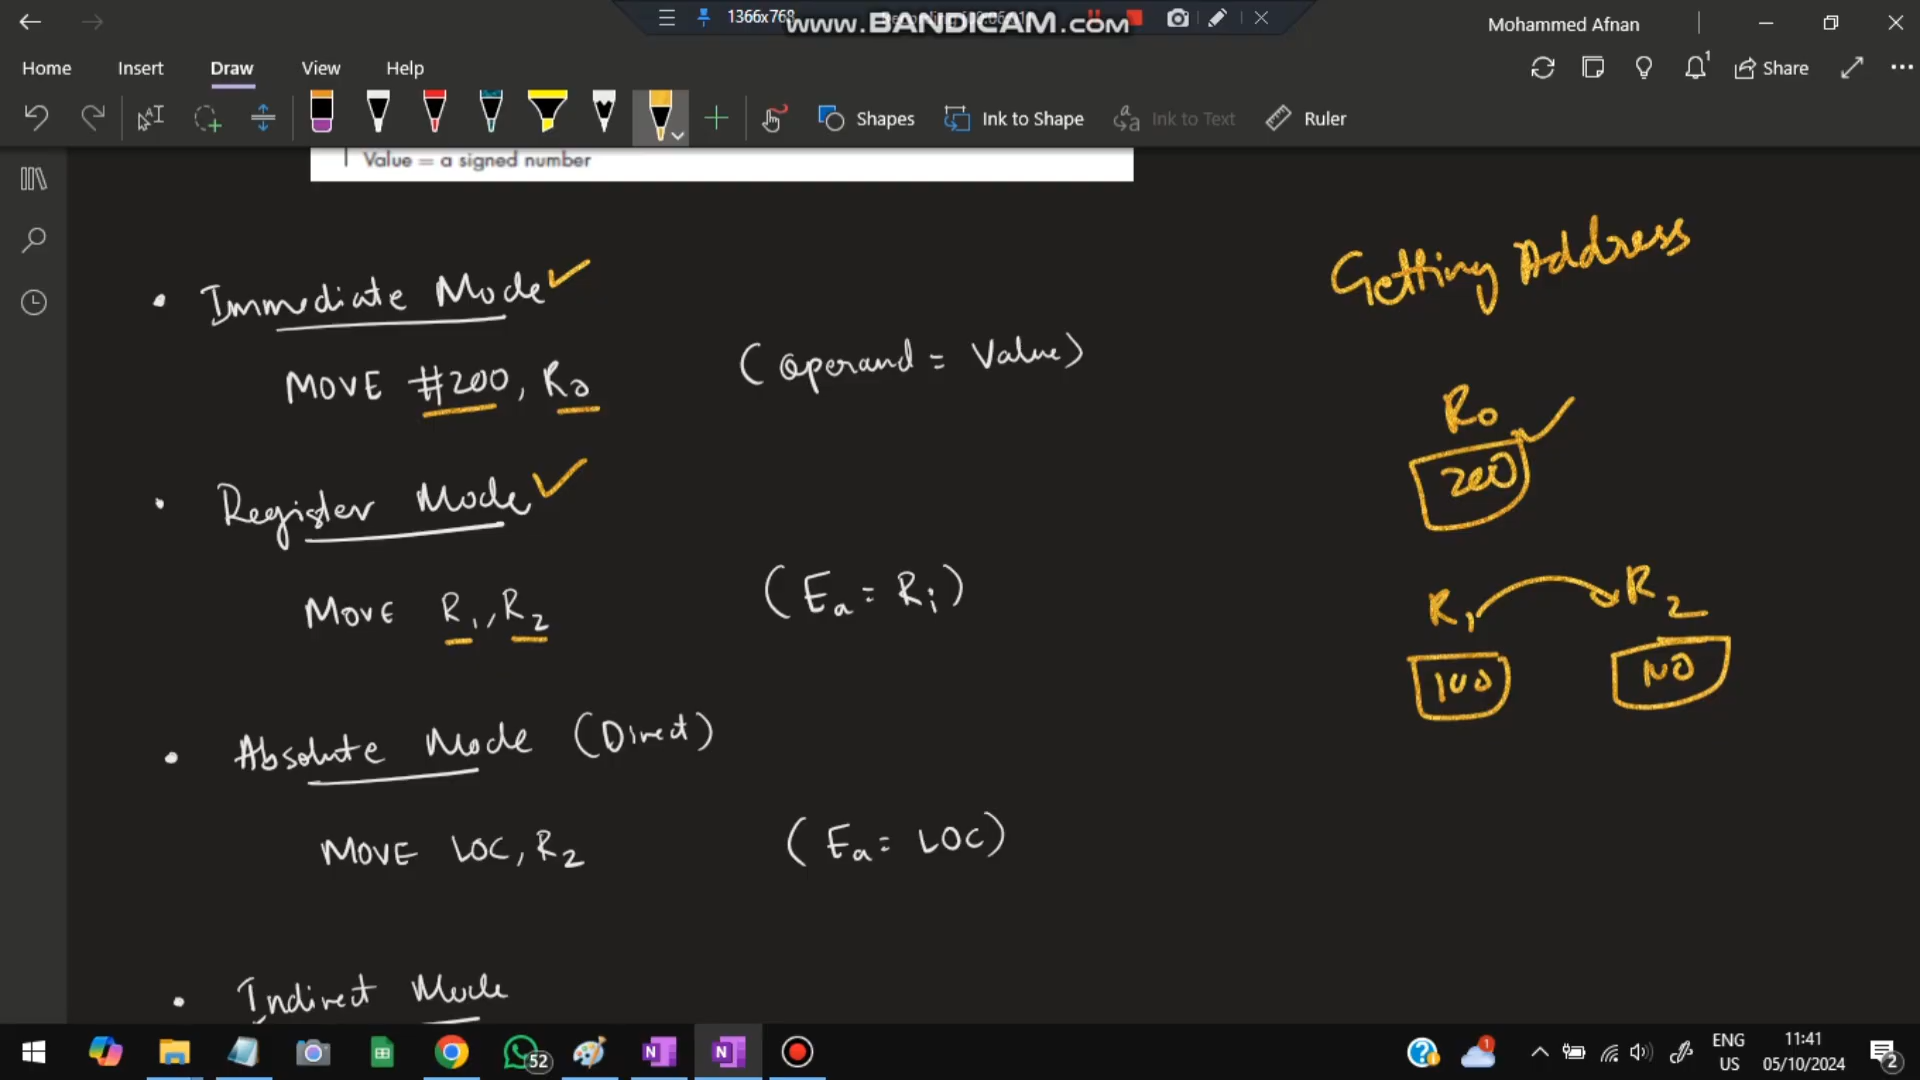 1366x768
www.BANDICAM.com
Mohammed Afnan
Home Insert Draw View Help
Share
Shapes Ink to Shape Ink to Text Ruler
Value = a signed number
Getting Address
• Immediate Mode ✓
MOVE #200, R0 (operand = Value)
R0
200
• Register Mode ✓
MOVE R1, R2 (Ea = Ri)
R1 R2
100 100
• Absolute Mode (Direct)
MOVE LOC, R2 (Ea = LOC)
• Indirect Mode
52
ENG
US
11:41
05/10/2024
2